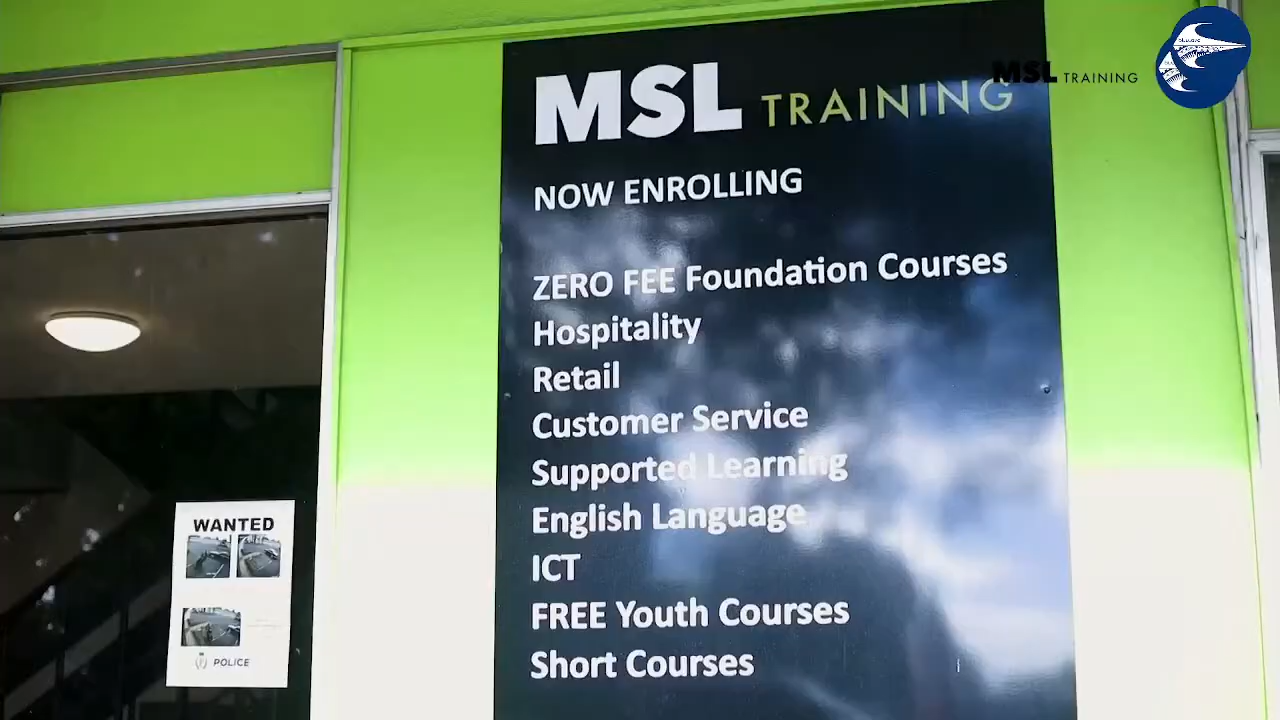 MSL TRAINING
NOW ENROLLING
ZERO FEE Foundation Courses
Hospitality
Retail
Customer Service
Supported Learning
English Language
ICT
FREE Youth Courses
Short Courses
MSL TRAINING
WANTED
POLICE